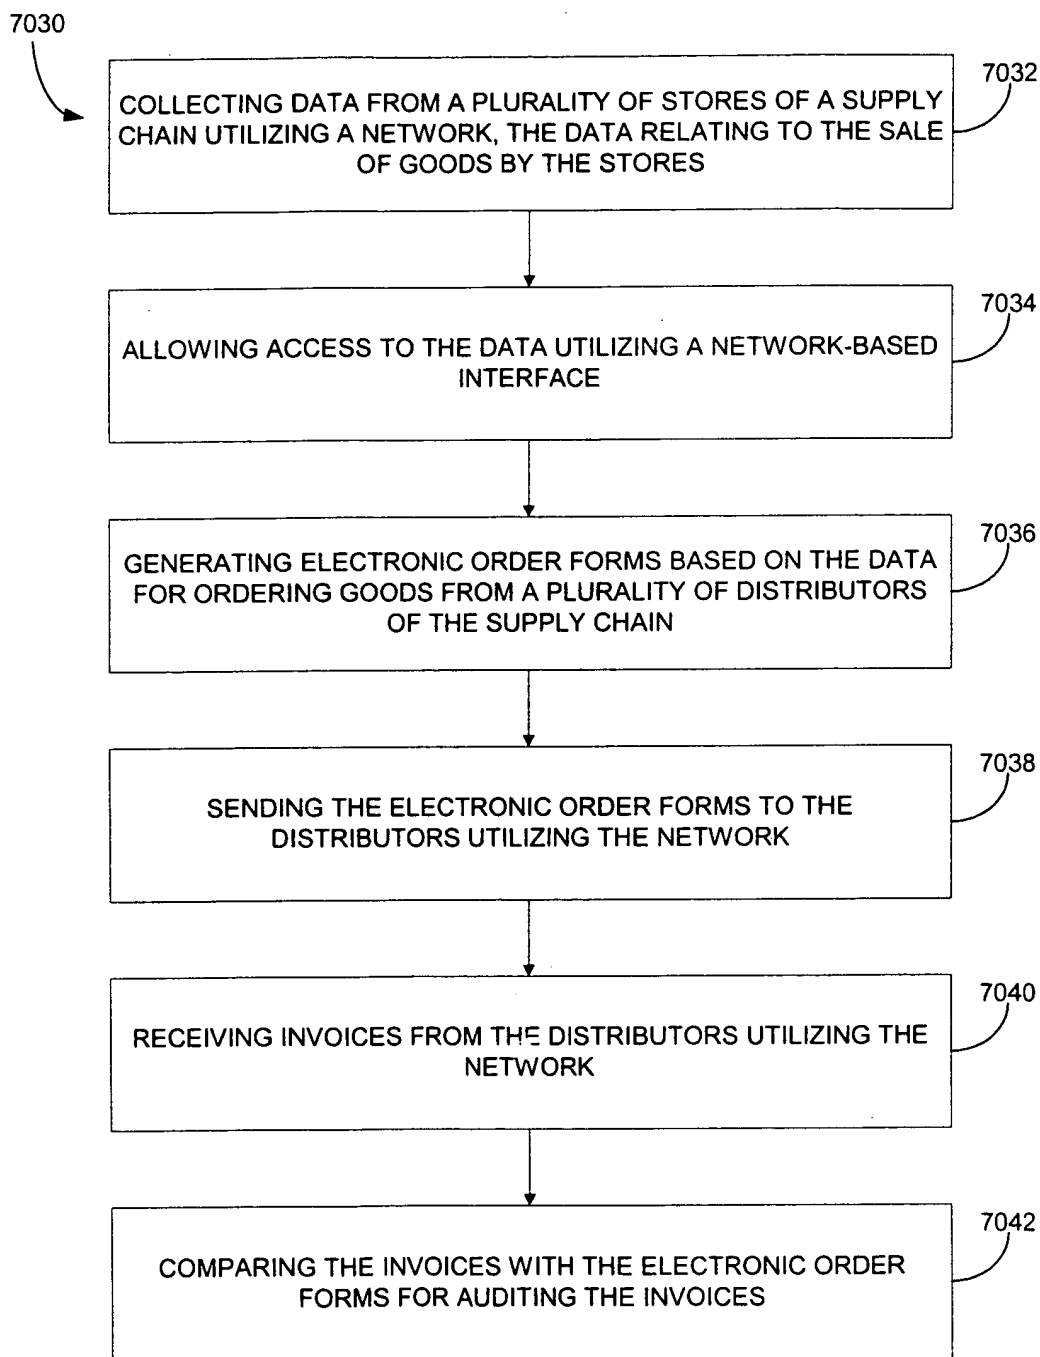 7030
7032
COLLECTING DATA FROM A PLURALITY OF STORES OF A SUPPLY
CHAIN UTILIZING A NETWORK, THE DATA RELATING TO THE SALE
OF GOODS BY THE STORES
7034
ALLOWING ACCESS TO THE DATA UTILIZING A NETWORK-BASED
INTERFACE
7036
GENERATING ELECTRONIC ORDER FORMS BASED ON THE DATA
FOR ORDERING GOODS FROM A PLURALITY OF DISTRIBUTORS
OF THE SUPPLY CHAIN
7038
SENDING THE ELECTRONIC ORDER FORMS TO THE
DISTRIBUTORS UTILIZING THE NETWORK
7040
RECEIVING INVOICES FROM THE DISTRIBUTORS UTILIZING THE
NETWORK
7042
COMPARING THE INVOICES WITH THE ELECTRONIC ORDER
FORMS FOR AUDITING THE INVOICES